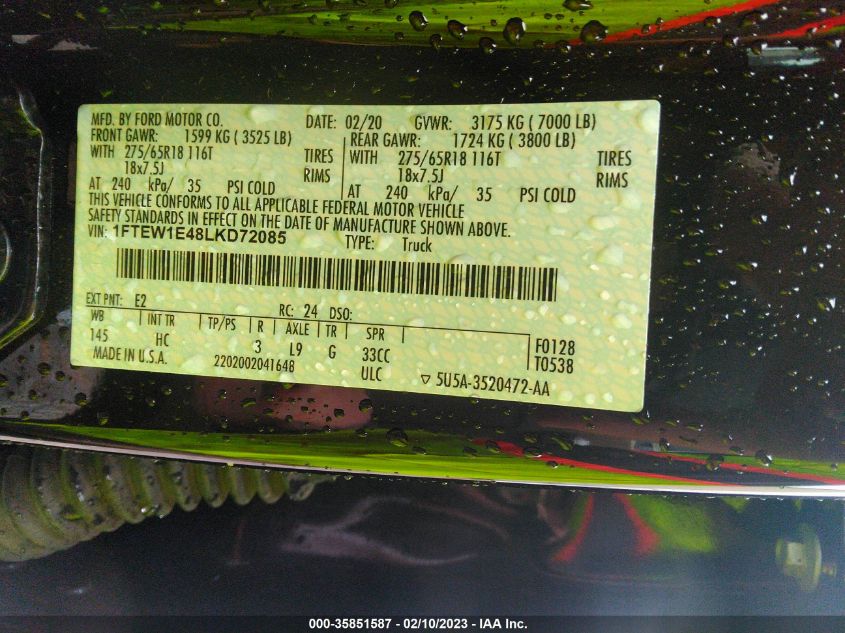 MFD. BY FORD MOTOR CO. DATE: 02/20 GVWR: 3175 KG ( 7000 LB)
FRONT GAWR: 1599 KG ( 3525 LB) REAR GAWR: 1724 KG ( 3800 LB)
WITH 275/65R18 116T TIRES WITH 275/65R18 116T TIRES
18x7.5J RIMS 18x7.5J RIMS
AT 240 kPa/ 35 PSI COLD AT 240 kPa/ 35 PSI COLD
THIS VEHICLE CONFORMS TO ALL APPLICABLE FEDERAL MOTOR VEHICLE
SAFETY STANDARDS IN EFFECT ON THE DATE OF MANUFACTURE SHOWN ABOVE.
VIN: 1FTEW1E48LKD72085 TYPE: Truck
EXT PNT: E2 RC: 24 DSO:
WB INT TR TP/PS R AXLE TR SPR
145 HC 3 L9 G 33CC F0128
MADE IN U.S.A. 2202002041648 ULC T0538
▽ 5U5A-3520472-AA
000-35851587 - 02/10/2023 - IAA Inc.